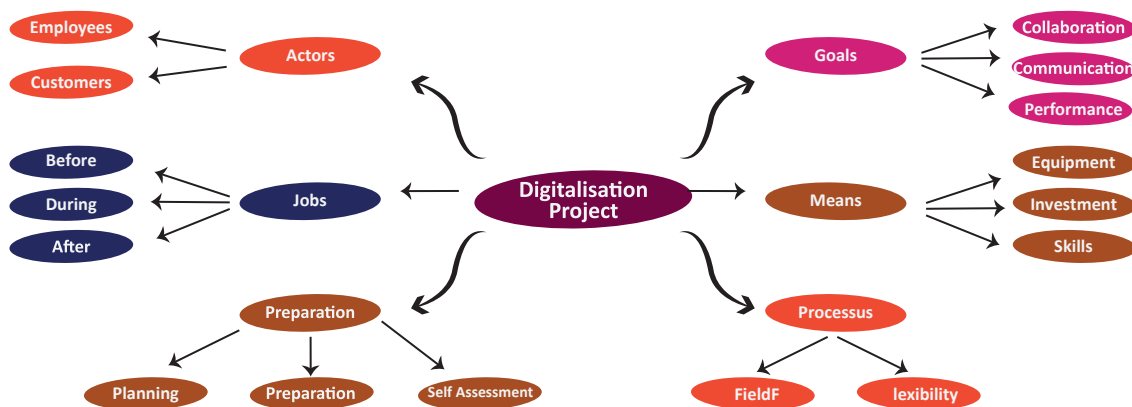 Employees
Customers
Actors
Goals
Collaboration
Communication
Performance
Before
During
After
Jobs
Digitalisation
Project
Means
Equipment
Investment
Skills
Preparation
Planning
Preparation
Self Assessment
Processus
FieldF
lexibility